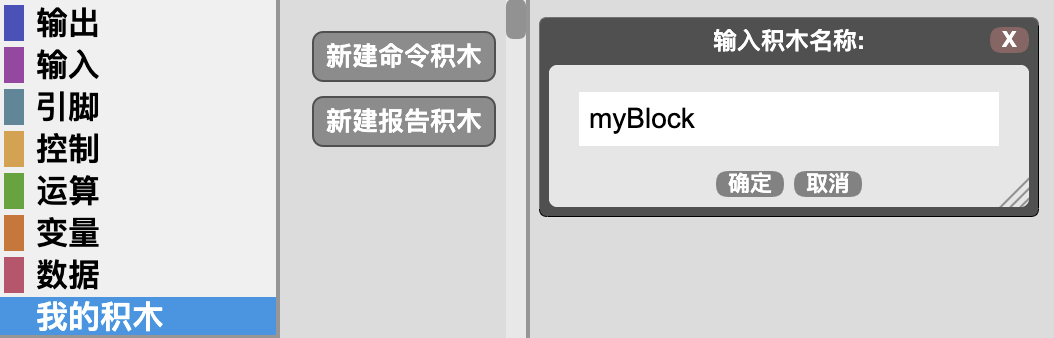 输出
输入
引脚
控制
运算
变量
数据
我的积木
新建命令积木
新建报告积木
输入积木名称:
X
myBlock
确定
取消